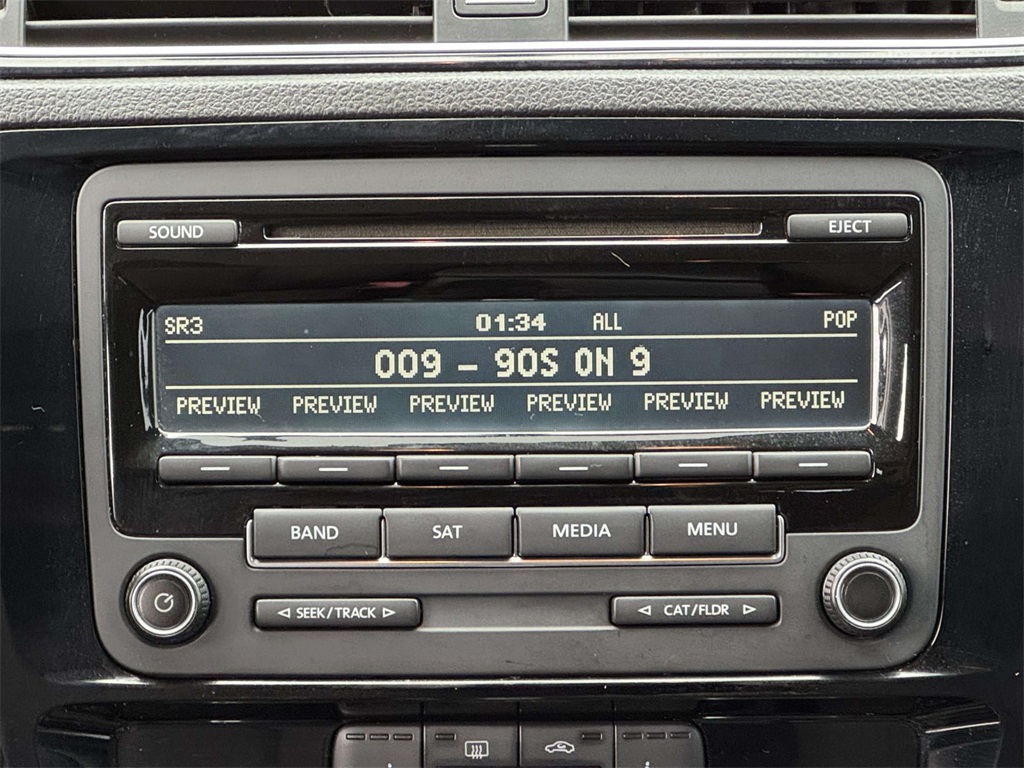 SOUND EJECT
SR3 01:34 ALL POP
009 – 90S ON 9
PREVIEW PREVIEW PREVIEW PREVIEW PREVIEW PREVIEW
BAND SAT MEDIA MENU
SEEK/TRACK CAT/FLDR